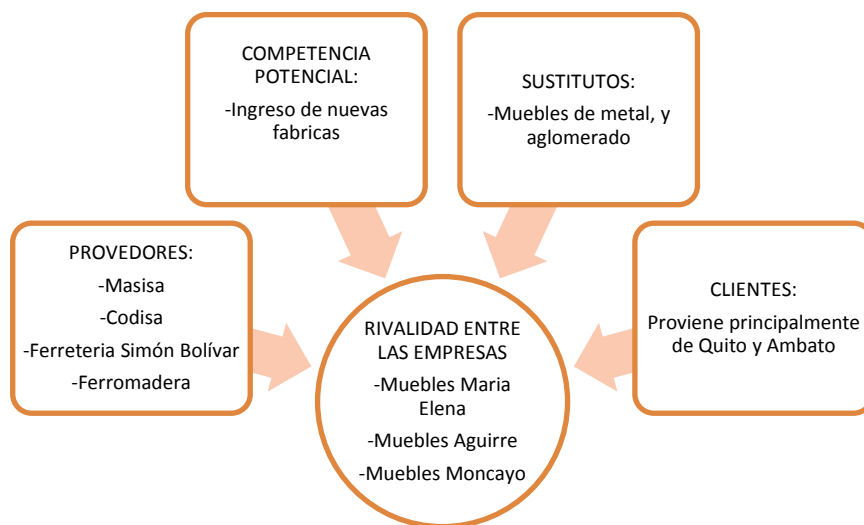 COMPETENCIA
POTENCIAL:
-Ingreso de nuevas
fabricas
SUSTITUTOS:
-Muebles de metal, y
aglomerado
PROVEDORES:
-Masisa
-Codisa
-Ferreteria Simón Bolívar
-Ferromadera
RIVALIDAD ENTRE
LAS EMPRESAS
-Muebles Maria
Elena
-Muebles Aguirre
-Muebles Moncayo
CLIENTES:
Proviene principalmente
de Quito y Ambato